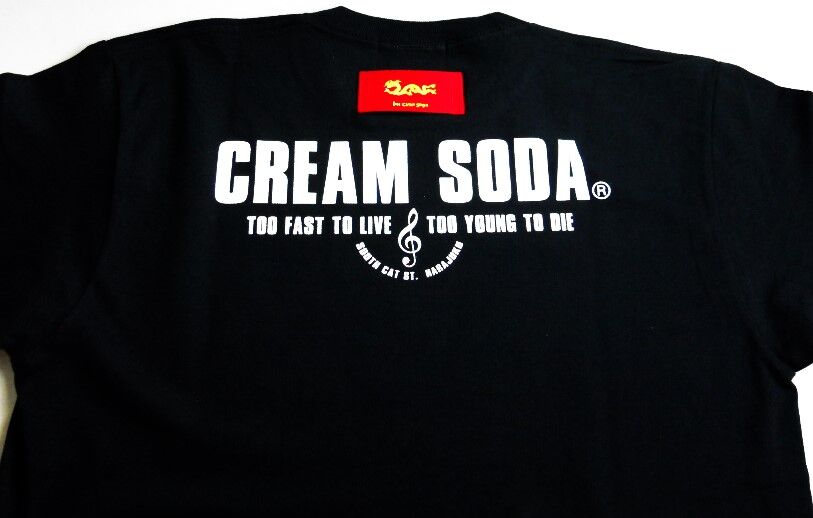 CREAM SODA®
TOO FAST TO LIVE TOO YOUNG TO DIE
SOUTH CAT ST. HARAJUKU